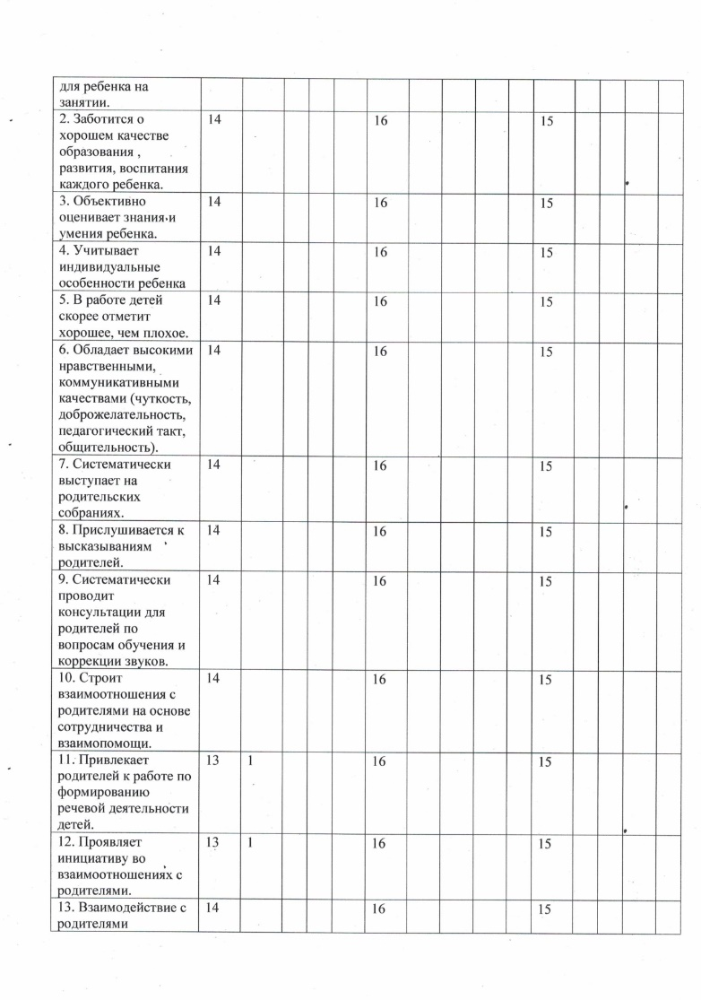 для ребенка на
занятии.
2. Заботится о 14 16 15
хорошем качестве
образования ,
развития, воспитания
каждого ребенка.
3. Объективно 14 16 15
оценивает знания и
умения ребенка.
4. Учитывает 14 16 15
индивидуальные
особенности ребенка
5. В работе детей 14 16 15
скорее отметит
хорошее, чем плохое.
6. Обладает высокими 14 16 15
нравственными,
коммуникативными
качествами (чуткость,
доброжелательность,
педагогический такт,
общительность).
7. Систематически 14 16 15
выступает на
родительских
собраниях.
8. Прислушивается к 14 16 15
высказываниям
родителей.
9. Систематически 14 16 15
проводит
консультации для
родителей по
вопросам обучения и
коррекции звуков.
10. Строит 14 16 15
взаимоотношения с
родителями на основе
сотрудничества и
взаимопомощи.
11. Привлекает 13 1 16 15
родителей к работе по
формированию
речевой деятельности
детей.
12. Проявляет 13 1 16 15
инициативу во
взаимоотношениях с
родителями.
13. Взаимодействие с 14 16 15
родителями